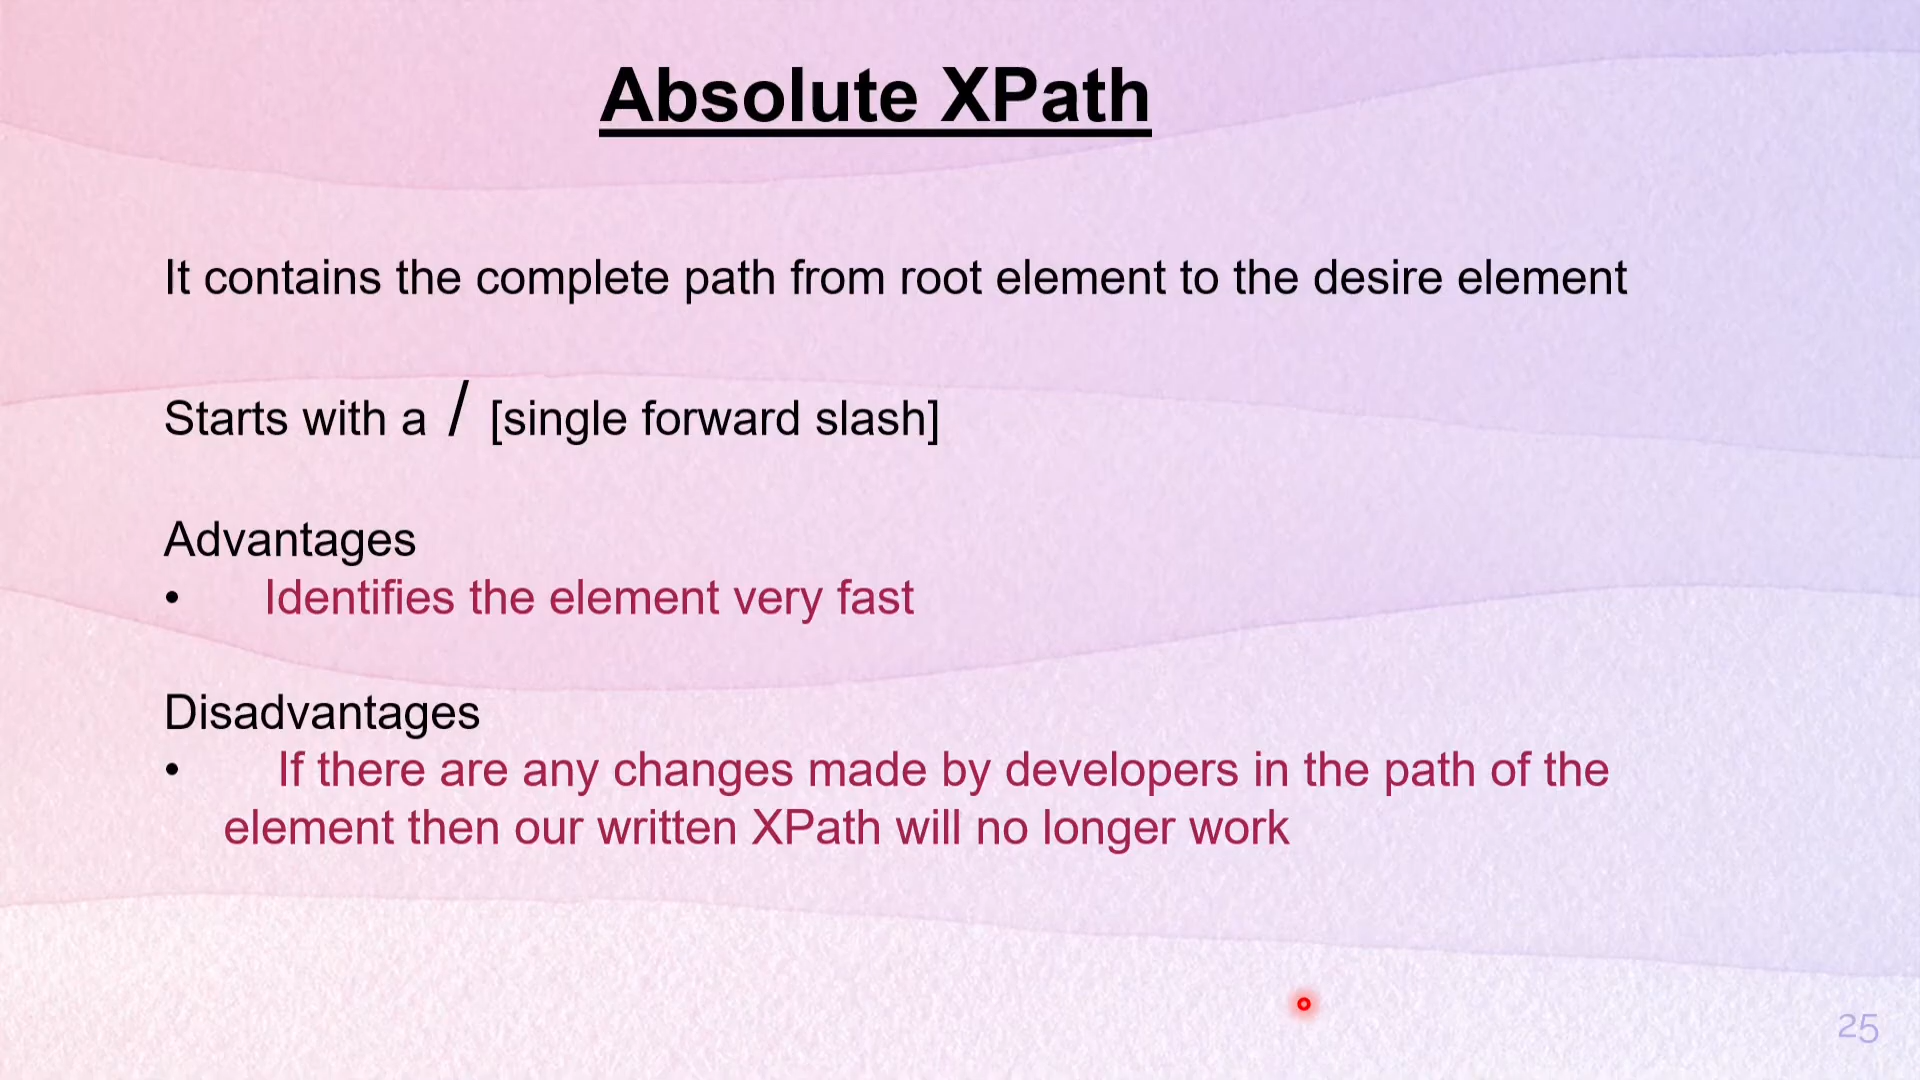 Absolute XPath
It contains the complete path from root element to the desire element
Starts with a / [single forward slash]
Advantages
• Identifies the element very fast
Disadvantages
• If there are any changes made by developers in the path of the
element then our written XPath will no longer work
25